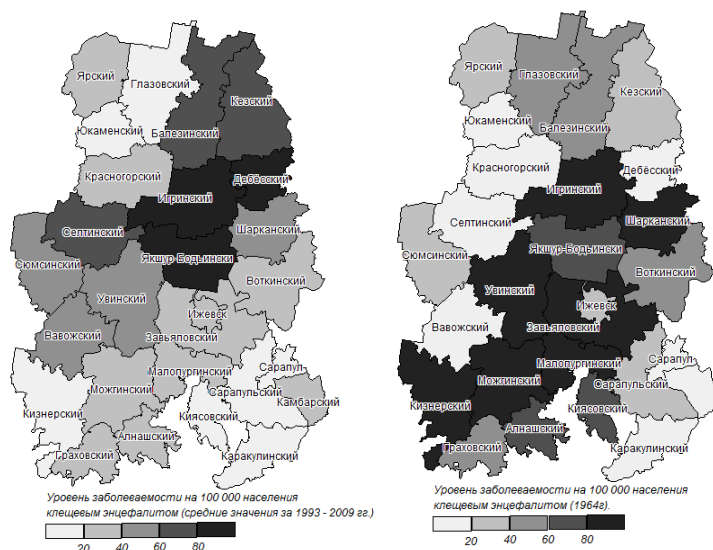 Ярский
Глазовский
Кезский
Юкаменский
Балезинский
Красногорский
Дебёсский
Игринский
Селтинский
Шарканский
Сюмсинский
Якшур-Бодьински
Воткинский
Увинский
Ижевск
Вавожский
Завьяловский
Сарапул
Малопургинский
Можгинский
Сарапульский
Камбарский
Кизнерский
Киясовский
Алнашский
Каракулинский
Граховский
Уровень заболеваемости на 100 000 населения
клещевым энцефалитом (средние значения за 1993 - 2009 гг.)
20 40 60 80
Ярский
Глазовский
Кезский
Юкаменский
Балезинский
Красногорский
Дебёсский
Игринский
Селтинский
Шарканский
Якшур-Бодьински
Сюмсинский
Воткинский
Увинский
Ижевск
Вавожский
Завьяловский
Сарапул
Малопургинский
Можгинский
Сарапульский
Кизнерский
Киясовский
Алнашский
Граховский
Каракулинский
Уровень заболеваемости на 100 000 населения
клещевым энцефалитом (1964г).
20 40 60 80